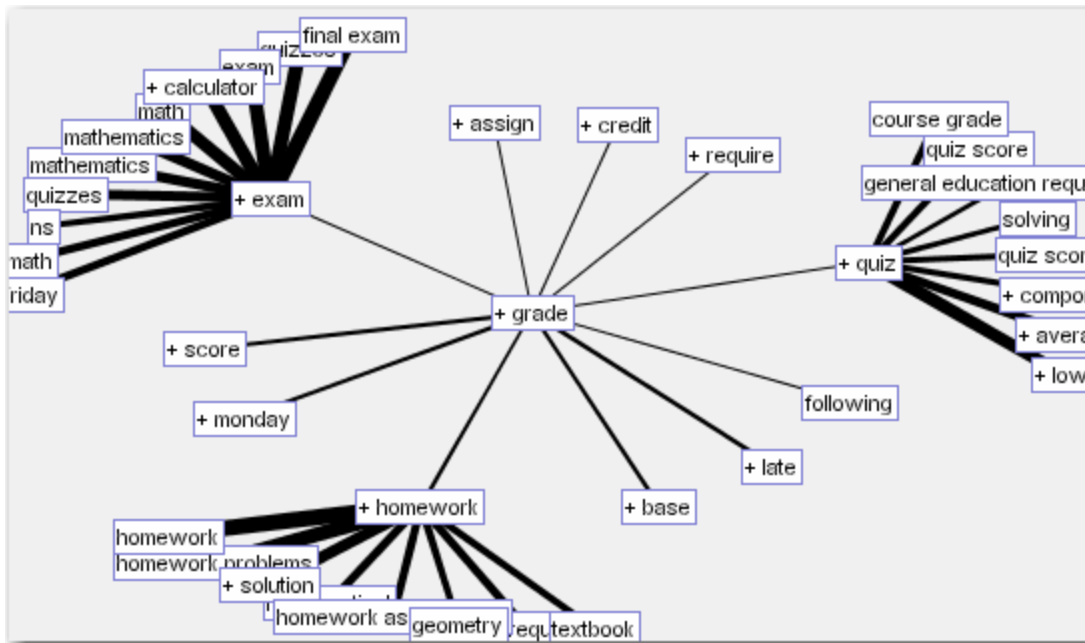 final exam
quizzes
exam
+ calculator
math
mathematics
mathematics
quizzes
ns
math
riday
+ exam
+ assign
+ credit
+ require
course grade
quiz score
general education requ
solving
quiz scor
+ compo
+ avera
+ low
+ quiz
+ grade
+ score
+ monday
following
+ late
+ base
+ homework
homework
homework problems
+ solution
homework as
geometry
requ
textbook